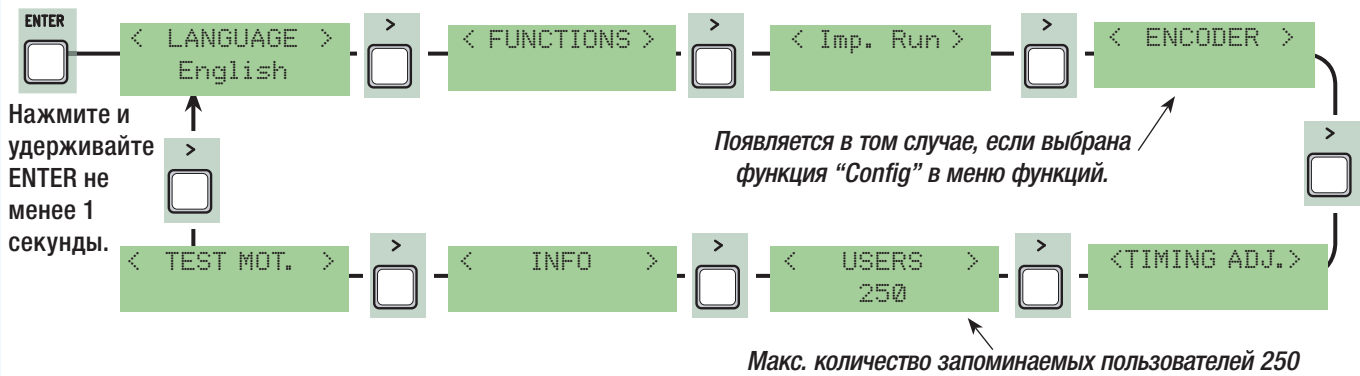 ENTER
< LANGUAGE >
English
>
< FUNCTIONS >
>
< Imp. Run >
>
< ENCODER >
Нажмите и
удерживайте
ENTER не
менее 1
секунды.
>
Появляется в том случае, если выбрана
функция “Config” в меню функций.
>
< TEST MOT. >
>
< INFO >
>
< USERS >
250
>
<TIMING ADJ.>
Макс. количество запоминаемых пользователей 250